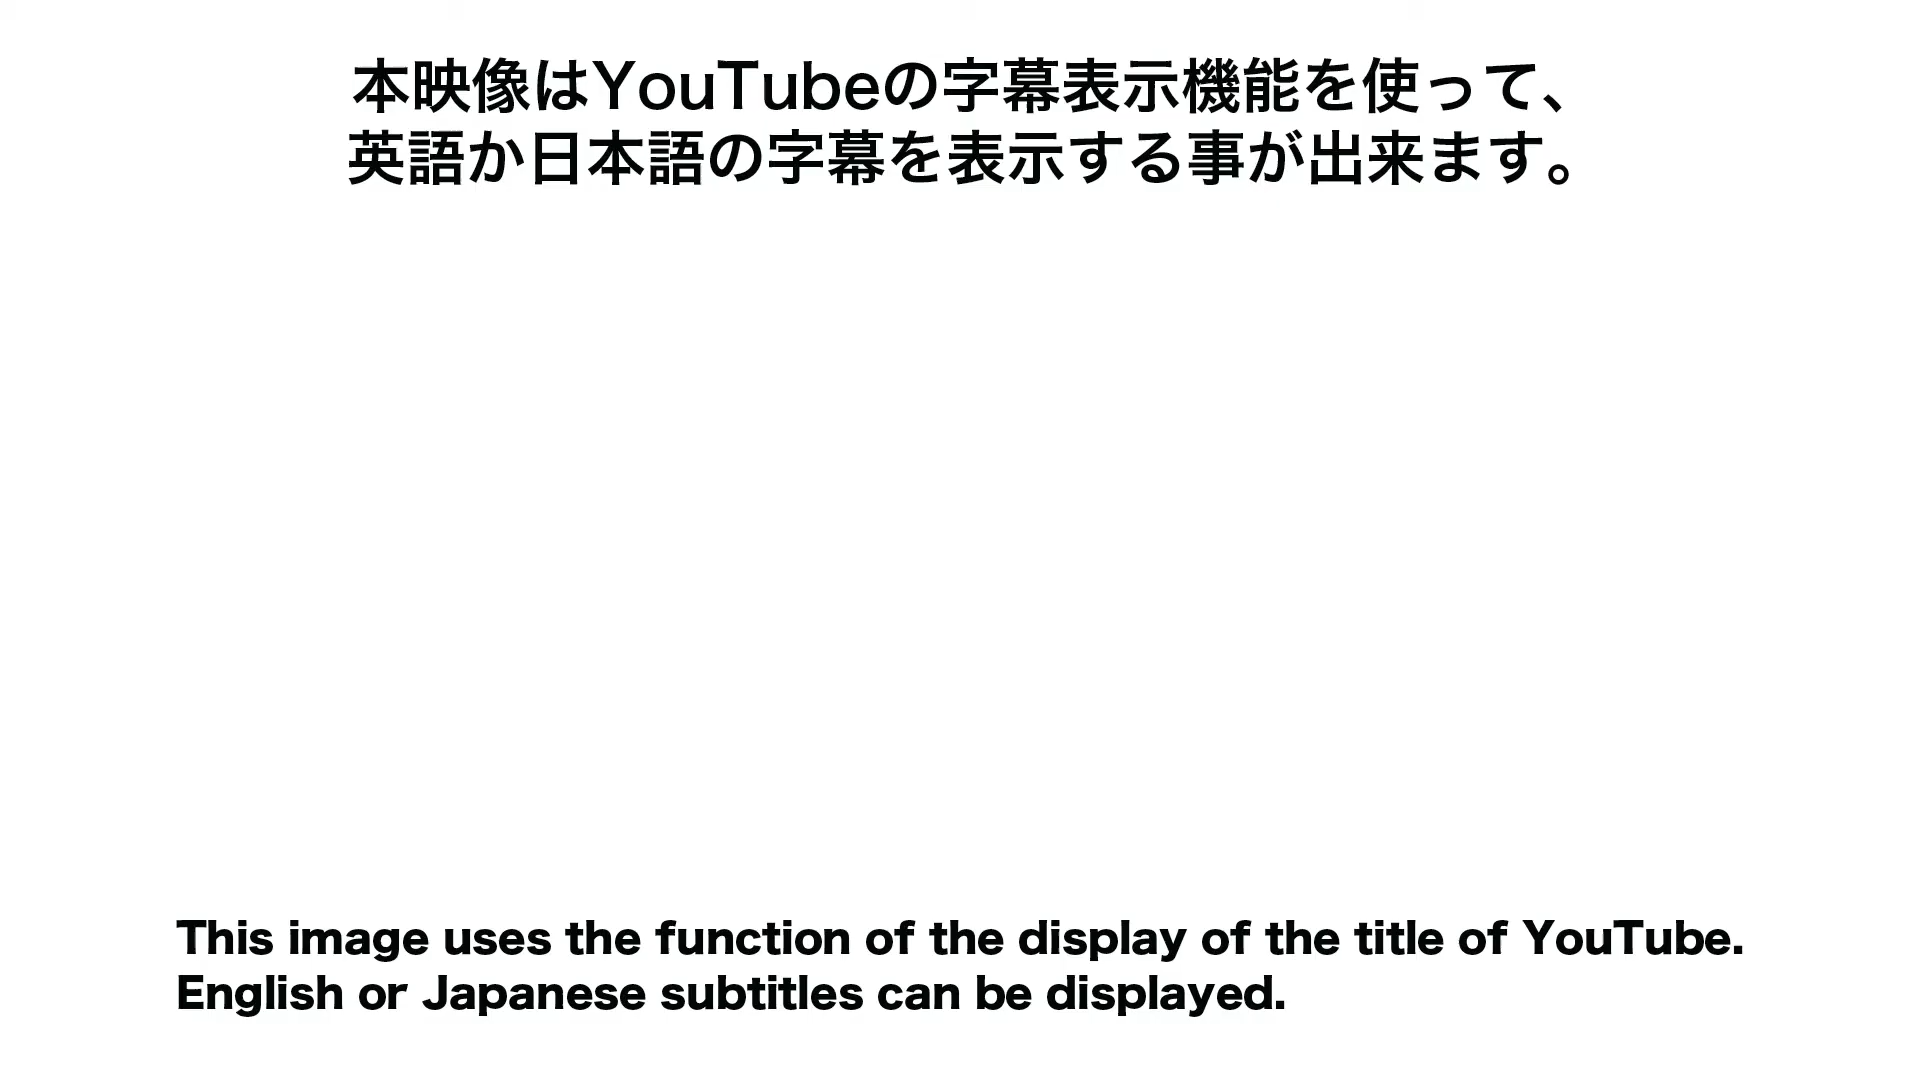 本映像はYouTubeの字幕表示機能を使って、
英語か日本語の字幕を表示する事が出来ます。
This image uses the function of the display of the title of YouTube.
English or Japanese subtitles can be displayed.